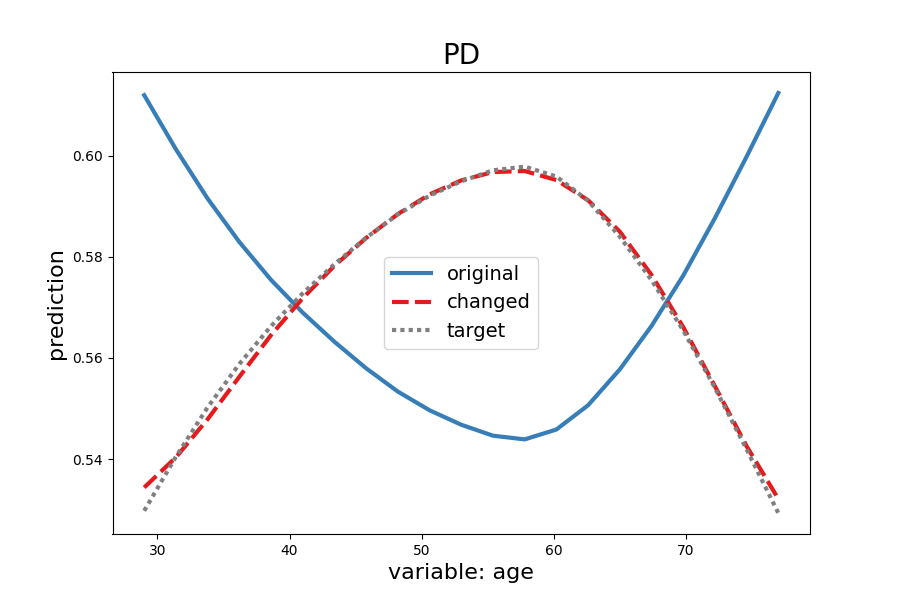 PD
prediction
0.60
0.58
0.56
0.54
original
changed
target
30 40 50 60 70
variable: age